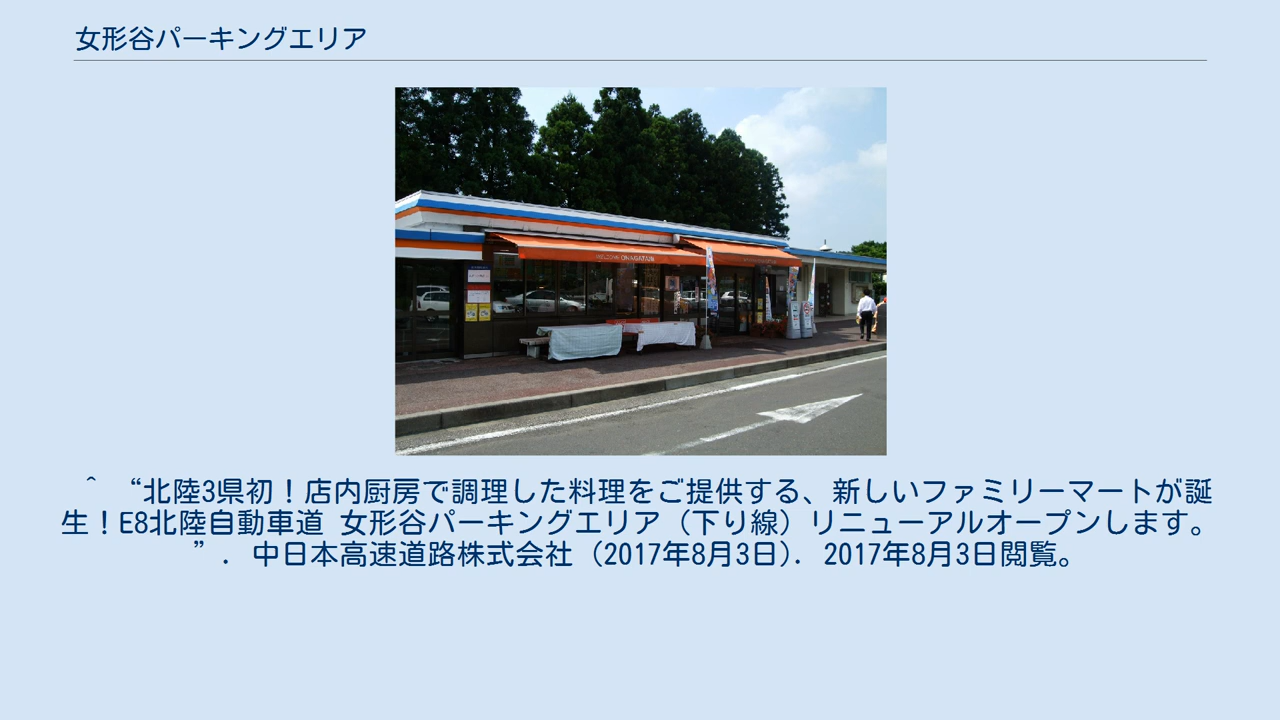 女形谷パーキングエリア
WELCOME ONAGATANI
^ “北陸3県初！店内厨房で調理した料理をご提供する、新しいファミリーマートが誕
生！E8北陸自動車道 女形谷パーキングエリア（下り線）リニューアルオープンします。
”. 中日本高速道路株式会社 (2017年8月3日). 2017年8月3日閲覧。